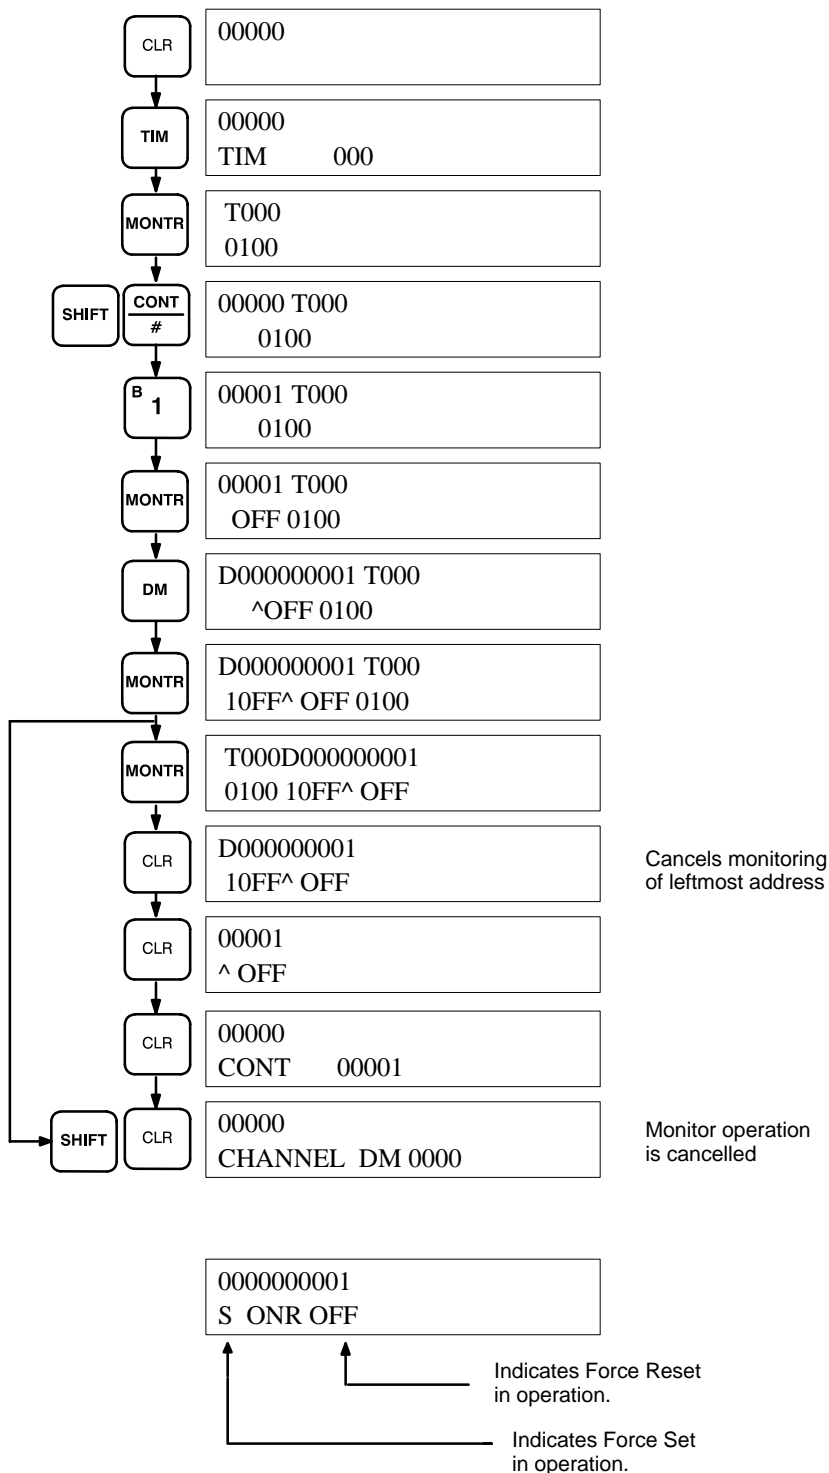 CLR
00000
TIM
00000
TIM 000
MONTR
T000
0100
SHIFT
CONT
#
00000 T000
0100
B
1
00001 T000
0100
MONTR
00001 T000
OFF 0100
DM
D000000001 T000
^OFF 0100
MONTR
D000000001 T000
10FF^ OFF 0100
MONTR
T000D000000001
0100 10FF^ OFF
CLR
D000000001
10FF^ OFF
Cancels monitoring
of leftmost address
CLR
00001
^ OFF
CLR
00000
CONT 00001
SHIFT
CLR
00000
CHANNEL DM 0000
Monitor operation
is cancelled
0000000001
S ONR OFF
Indicates Force Reset
in operation.
Indicates Force Set
in operation.